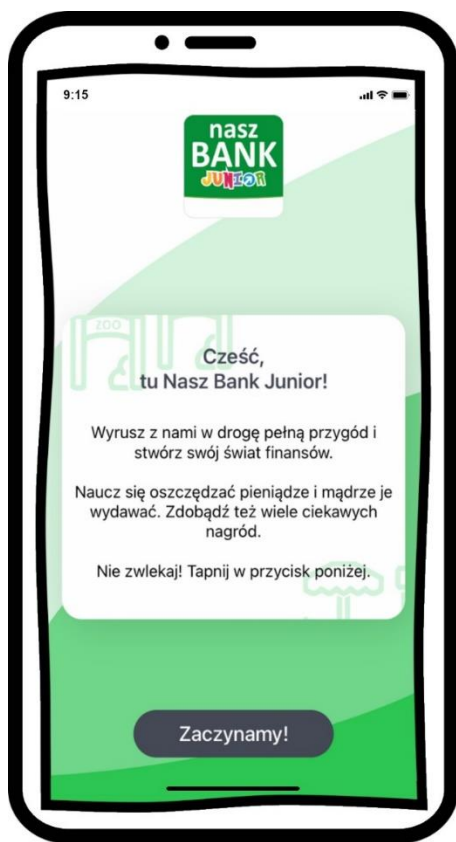 9:15
nasz
BANK
JUNIOR
ZOO
Cześć,
tu Nasz Bank Junior!
Wyrusz z nami w drogę pełną przygód i
stwórz swój świat finansów.
Naucz się oszczędzać pieniądze i mądrze je
wydawać. Zdobądź też wiele ciekawych
nagród.
Nie zwlekaj! Tapnij w przycisk poniżej.
Zaczynamy!